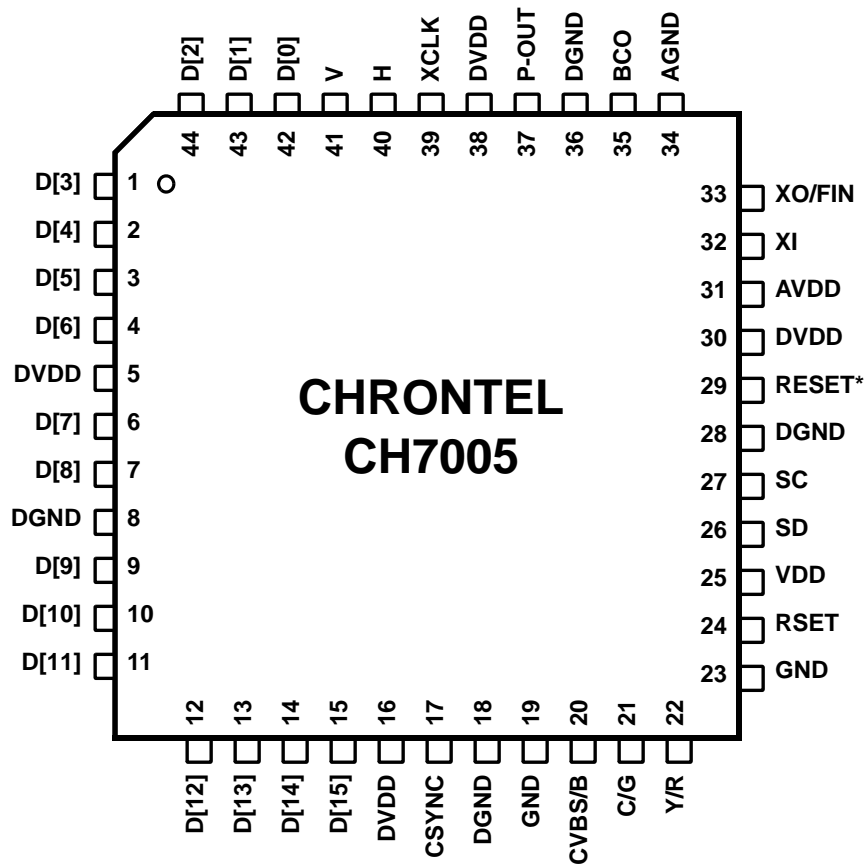 D[2] D[1] D[0] V H XCLK DVDD P-OUT DGND BCO AGND
44 43 42 41 40 39 38 37 36 35 34
D[3] 1
D[4] 2
D[5] 3
D[6] 4
DVDD 5
D[7] 6
D[8] 7
DGND 8
D[9] 9
D[10] 10
D[11] 11
CHRONTEL
CH7005
33 XO/FIN
32 XI
31 AVDD
30 DVDD
29 RESET*
28 DGND
27 SC
26 SD
25 VDD
24 RSET
23 GND
12 13 14 15 16 17 18 19 20 21 22
D[12] D[13] D[14] D[15] DVDD CSYNC DGND GND CVBS/B C/G Y/R